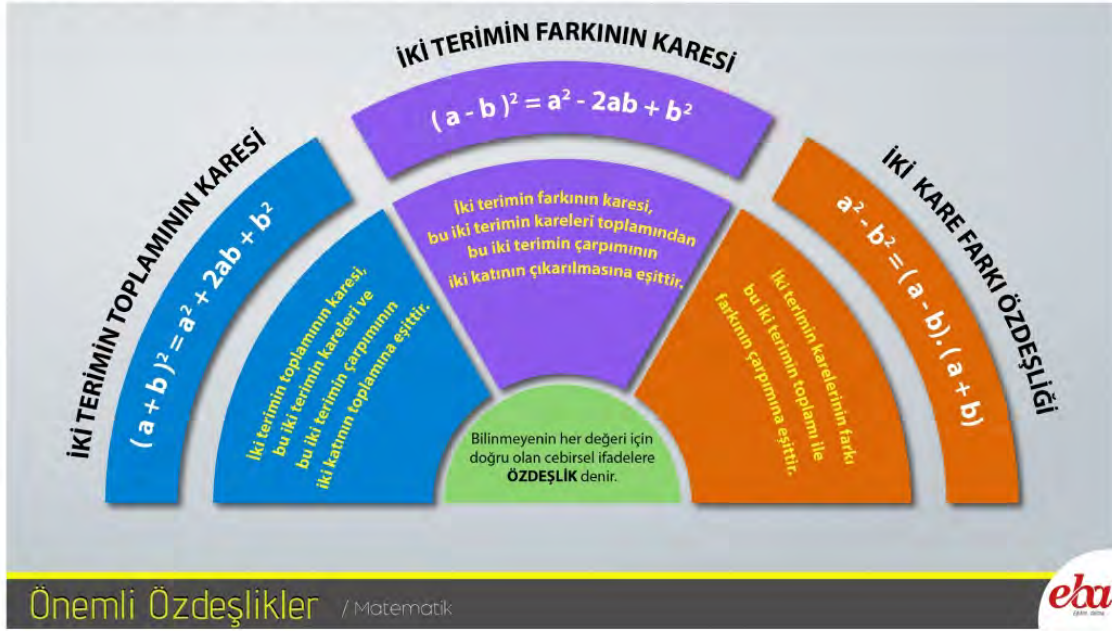 İKİ TERİMİN TOPLAMININ KARESİ
( a + b )² = a² + 2ab + b²
İki terimin toplamının karesi,
bu iki terimin kareleri ve
bu iki terimin çarpımının
iki katının toplamına eşittir.
İKİ TERİMİN FARKININ KARESİ
( a - b )² = a² - 2ab + b²
İki terimin farkının karesi,
bu iki terimin kareleri toplamından
bu iki terimin çarpımının
iki katının çıkarılmasına eşittir.
İKİ KARE FARKI ÖZDEŞLİĞİ
a² - b² = ( a - b ) . ( a + b )
İki terimin karelerinin farkı
bu iki terimin toplamı ile
farkının çarpımına eşittir.
Bilinmeyenin her değeri için
doğru olan cebirsel ifadelere
ÖZDEŞLİK denir.
Önemli Özdeşlikler / Matematik
eba